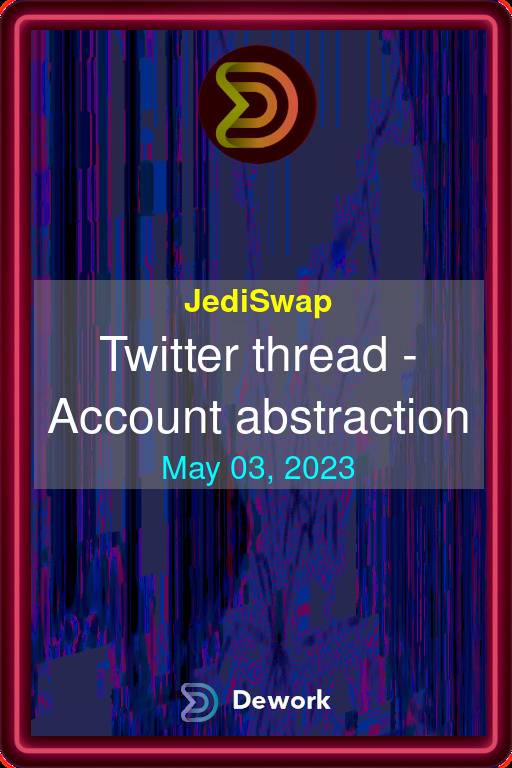 JediSwap
Twitter thread -
Account abstraction
May 03, 2023
Dework